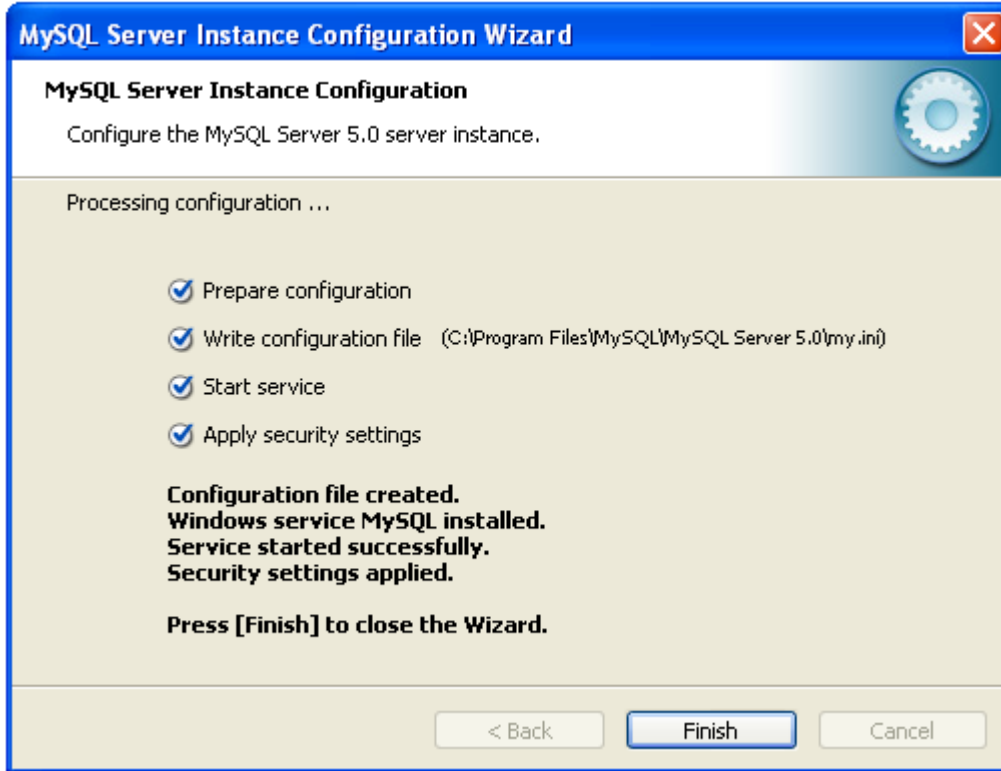 MySQL Server Instance Configuration Wizard
MySQL Server Instance Configuration
Configure the MySQL Server 5.0 server instance.
Processing configuration ...
Prepare configuration
Write configuration file (C:\Program Files\MySQL\MySQL Server 5.0\my.ini)
Start service
Apply security settings
Configuration file created.
Windows service MySQL installed.
Service started successfully.
Security settings applied.
Press [Finish] to close the Wizard.
< Back Finish Cancel